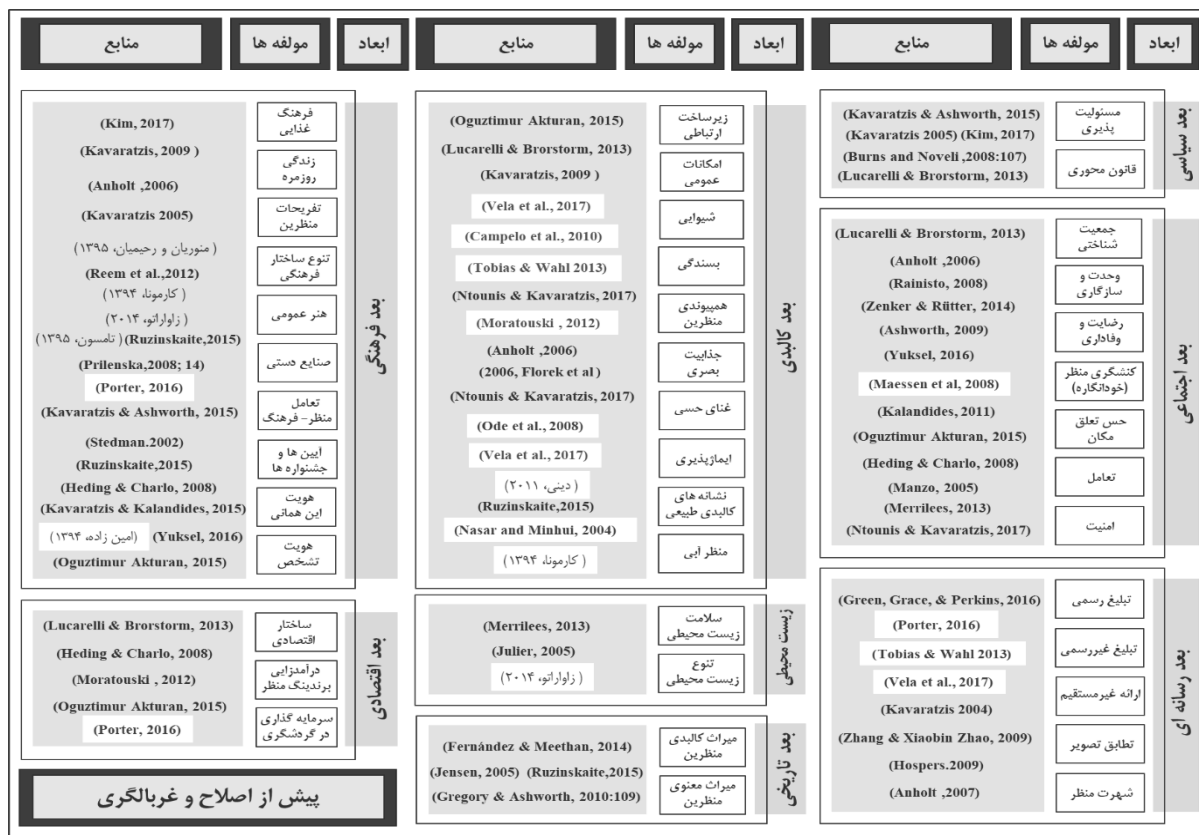 ابعاد
مولفه ها
منابع
بعد سیاسی
مسئولیت
پذیری
قانون محوری
(Kavaratzis & Ashworth, 2015)
(Kavaratzis 2005) (Kim, 2017)
(Burns and Noveli ,2008:107)
(Lucarelli & Brorstorm, 2013)
بعد اجتماعی
جمعیت
شناختی
وحدت و
سازگاری
رضایت و
وفاداری
کنشگری منظر
(خودانگاره)
حس تعلق
مکان
تعامل
امنیت
(Lucarelli & Brorstorm, 2013)
(Anholt ,2006)
(Rainisto, 2008)
(Zenker & Rütter, 2014)
(Ashworth, 2009)
(Yuksel, 2016)
(Maessen et al, 2008)
(Kalandides, 2011)
(Oguztimur Akturan, 2015)
(Heding & Charlo, 2008)
(Manzo, 2005)
(Merrilees, 2013)
(Ntounis & Kavaratzis, 2017)
بعد رسانه ای
تبلیغ رسمی
تبلیغ غیررسمی
ارائه غیرمستقیم
تطابق تصویر
شهرت منظر
(Green, Grace, & Perkins, 2016)
(Porter, 2016)
(Tobias & Wahl 2013)
(Vela et al., 2017)
(Kavaratzis 2004)
(Zhang & Xiaobin Zhao, 2009)
(Hospers.2009)
(Anholt ,2007)
ابعاد
مولفه ها
منابع
بعد کالبدی
زیرساخت
ارتباطی
امکانات
عمومی
شیوایی
بسندگی
همپیوندی
منظرین
جذابیت
بصری
غنای حسی
ایماژپذیری
نشانه های
کالبدی طبیعی
منظر آبی
(Oguztimur Akturan, 2015)
(Lucarelli & Brorstorm, 2013)
(Kavaratzis, 2009 )
(Vela et al., 2017)
(Campelo et al., 2010)
(Tobias & Wahl 2013)
(Ntounis & Kavaratzis, 2017)
(Moratouski , 2012)
(Anholt ,2006)
(2006, Florek et al)
(Ntounis & Kavaratzis, 2017)
(Ode et al., 2008)
(Vela et al., 2017)
( دینی، ۲۰۱۱)
(Ruzinskaite,2015)
(Nasar and Minhui, 2004)
( کارمونا، ۱۳۹۴)
زیست محیطی
سلامت
زیست محیطی
تنوع
زیست محیطی
(Merrilees, 2013)
(Julier, 2005)
( زاواراتو، ۲۰۱۴)
بعد تاریخی
میراث کالبدی
منظرین
میراث معنوی
منظرین
(Fernández & Meethan, 2014)
(Jensen, 2005) (Ruzinskaite,2015)
(Gregory & Ashworth, 2010:109)
ابعاد
مولفه ها
منابع
بعد فرهنگی
فرهنگ
غذایی
زندگی
روزمره
تفریحات
منظرین
تنوع ساختار
فرهنگی
هنر عمومی
صنایع دستی
تعامل
منظر- فرهنگ
آیین ها و
جشنواره ها
هویت
این همانی
هویت
تشخص
(Kim, 2017)
(Kavaratzis, 2009 )
(Anholt ,2006)
(Kavaratzis 2005)
( منوریان و رحیمیان، ۱۳۹۵)
(Reem et al.,2012)
( کارمونا، ۱۳۹۴)
( زاواراتو، ۲۰۱۴)
(تامسون، ۱۳۹۵) (Ruzinskaite,2015)
(Prilenska,2008; 14)
(Porter, 2016)
(Kavaratzis & Ashworth, 2015)
(Stedman.2002)
(Ruzinskaite,2015)
(Heding & Charlo, 2008)
(Kavaratzis & Kalandides, 2015)
(امین زاده، ۱۳۹۴) (Yuksel, 2016)
(Oguztimur Akturan, 2015)
بعد اقتصادی
ساختار
اقتصادی
درآمدزایی
برندینگ منظر
سرمایه گذاری
در گردشگری
(Lucarelli & Brorstorm, 2013)
(Heding & Charlo, 2008)
(Moratouski , 2012)
(Oguztimur Akturan, 2015)
(Porter, 2016)
پیش از اصلاح و غربالگری